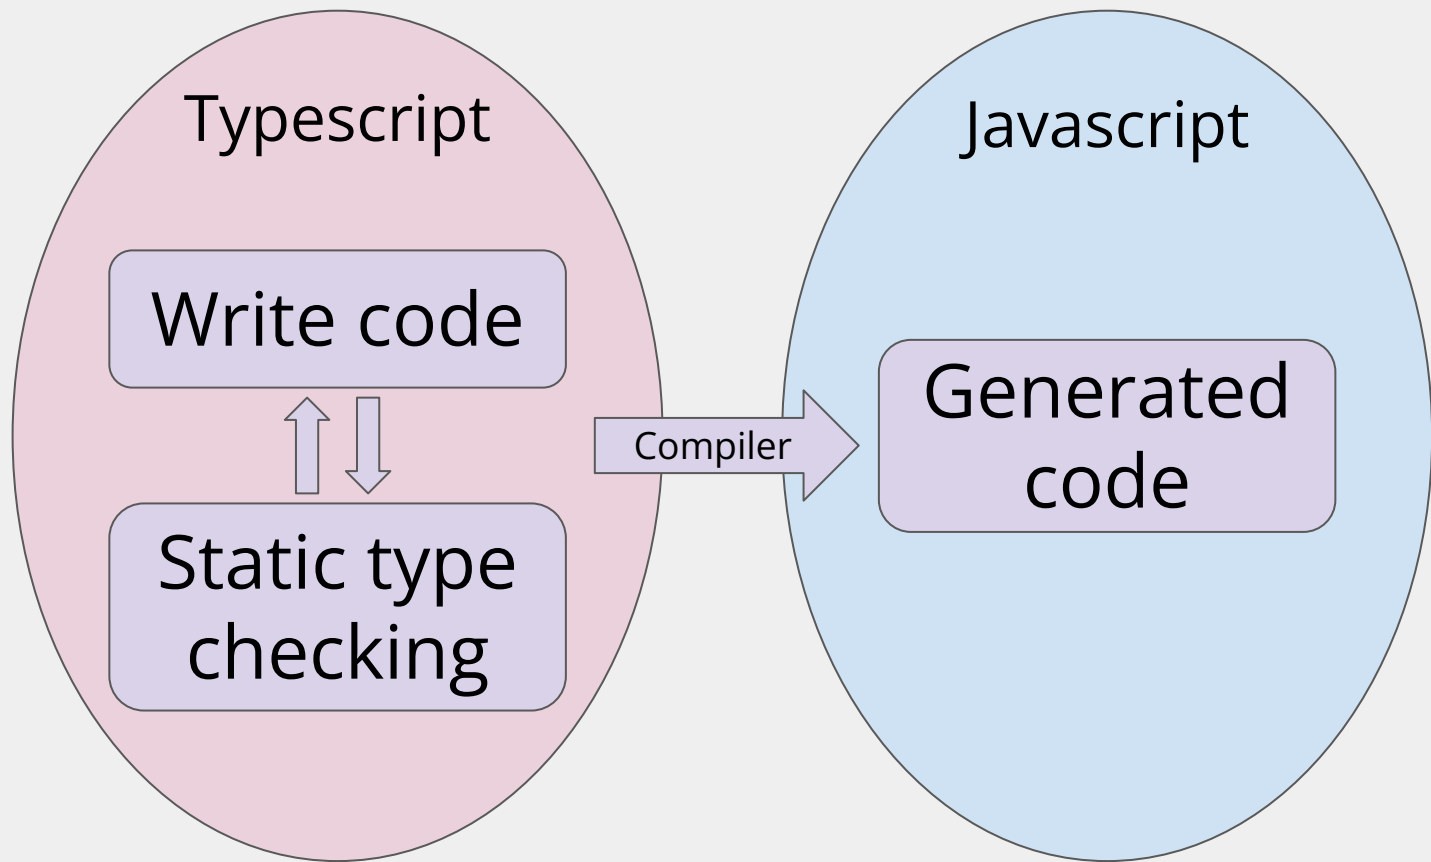 Typescript
Write code
Static type
checking
Compiler
Javascript
Generated
code